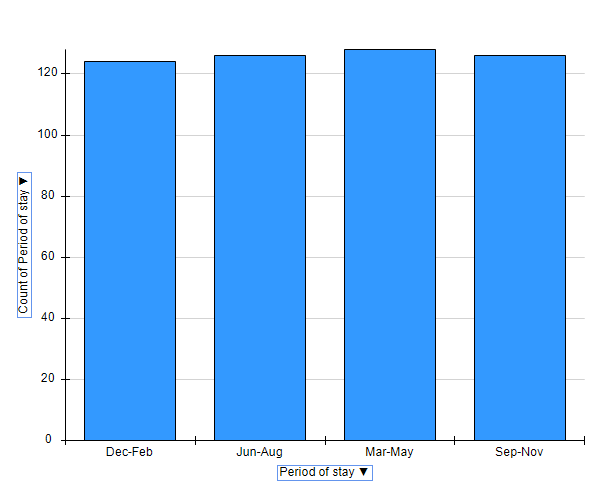 120
100
80
60
40
20
0
Count of Period of stay ▼
Dec-Feb Jun-Aug Mar-May Sep-Nov
Period of stay ▼